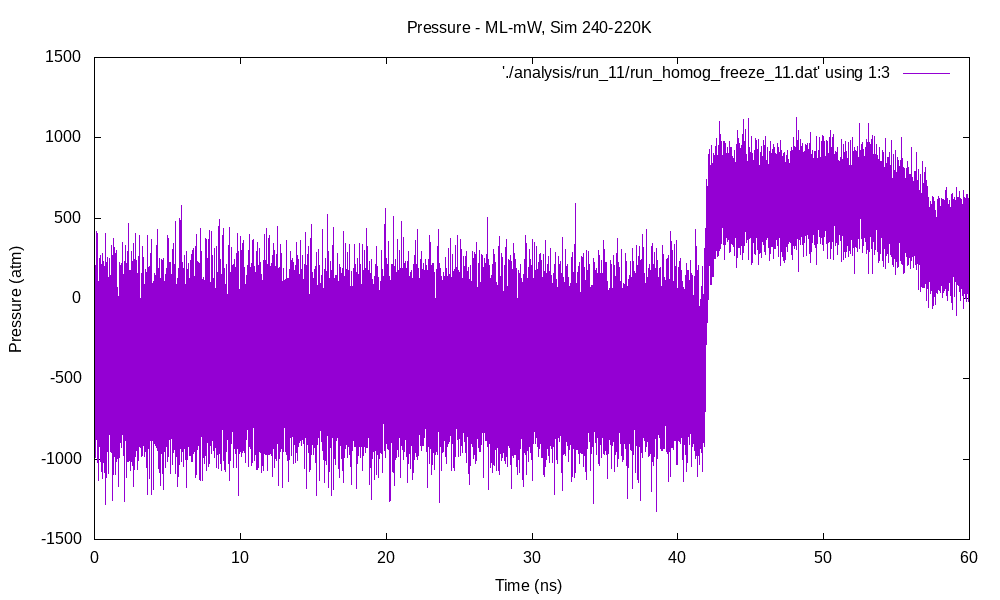 Pressure - ML-mW, Sim 240-220K
'./analysis/run_11/run_homog_freeze_11.dat' using 1:3
1500
1000
500
0
-500
-1000
-1500
Pressure (atm)
0 10 20 30 40 50 60
Time (ns)